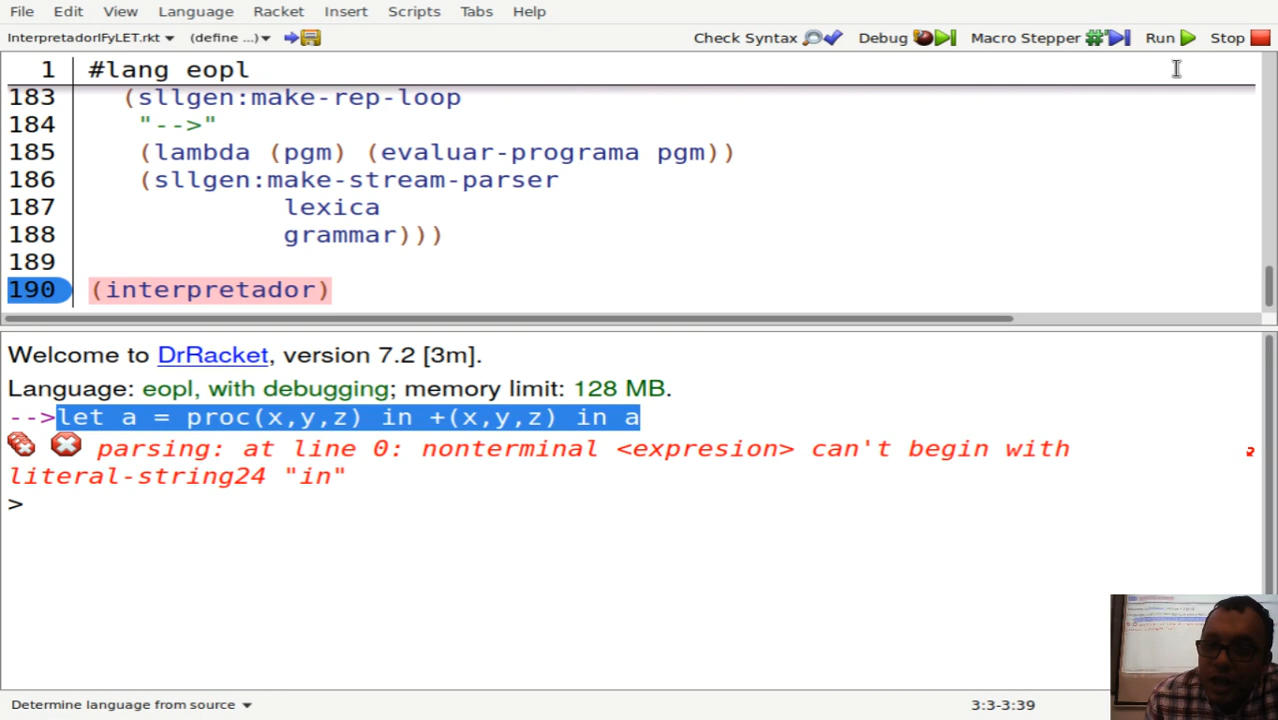 File Edit View Language Racket Insert Scripts Tabs Help
InterpretadorIFyLET.rkt (define ...) Check Syntax Debug Macro Stepper Run Stop
1 #lang eopl
183 (sllgen:make-rep-loop
184 "-->"
185 (lambda (pgm) (evaluar-programa pgm))
186 (sllgen:make-stream-parser
187 lexica
188 grammar)))
189
190 (interpretador)
Welcome to DrRacket, version 7.2 [3m].
Language: eopl, with debugging; memory limit: 128 MB.
-->let a = proc(x,y,z) in +(x,y,z) in a
parsing: at line 0: nonterminal <expresion> can't begin with
literal-string24 "in"
>
Determine language from source 3:3-3:39